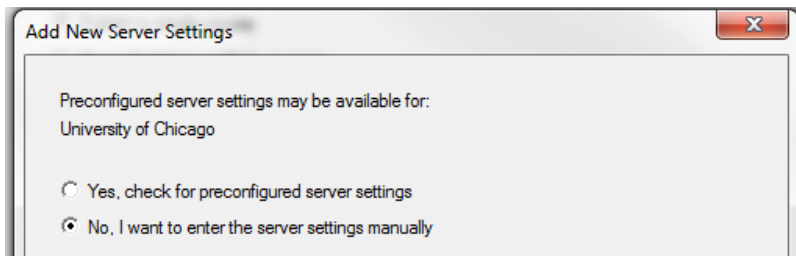 Add New Server Settings
Preconfigured server settings may be available for:
University of Chicago
Yes, check for preconfigured server settings
No, I want to enter the server settings manually